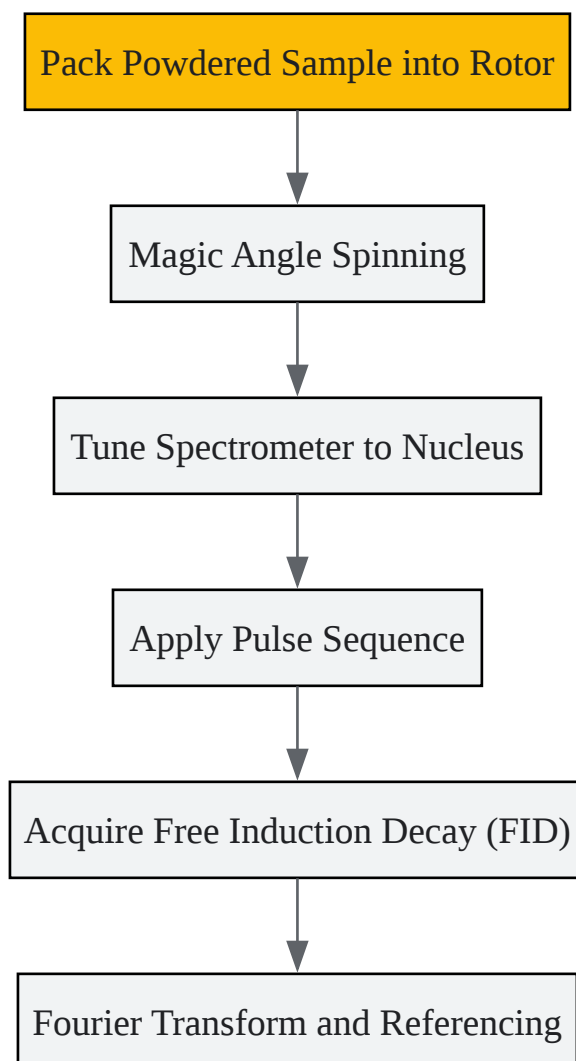 Pack Powdered Sample into Rotor
Magic Angle Spinning
Tune Spectrometer to Nucleus
Apply Pulse Sequence
Acquire Free Induction Decay (FID)
Fourier Transform and Referencing